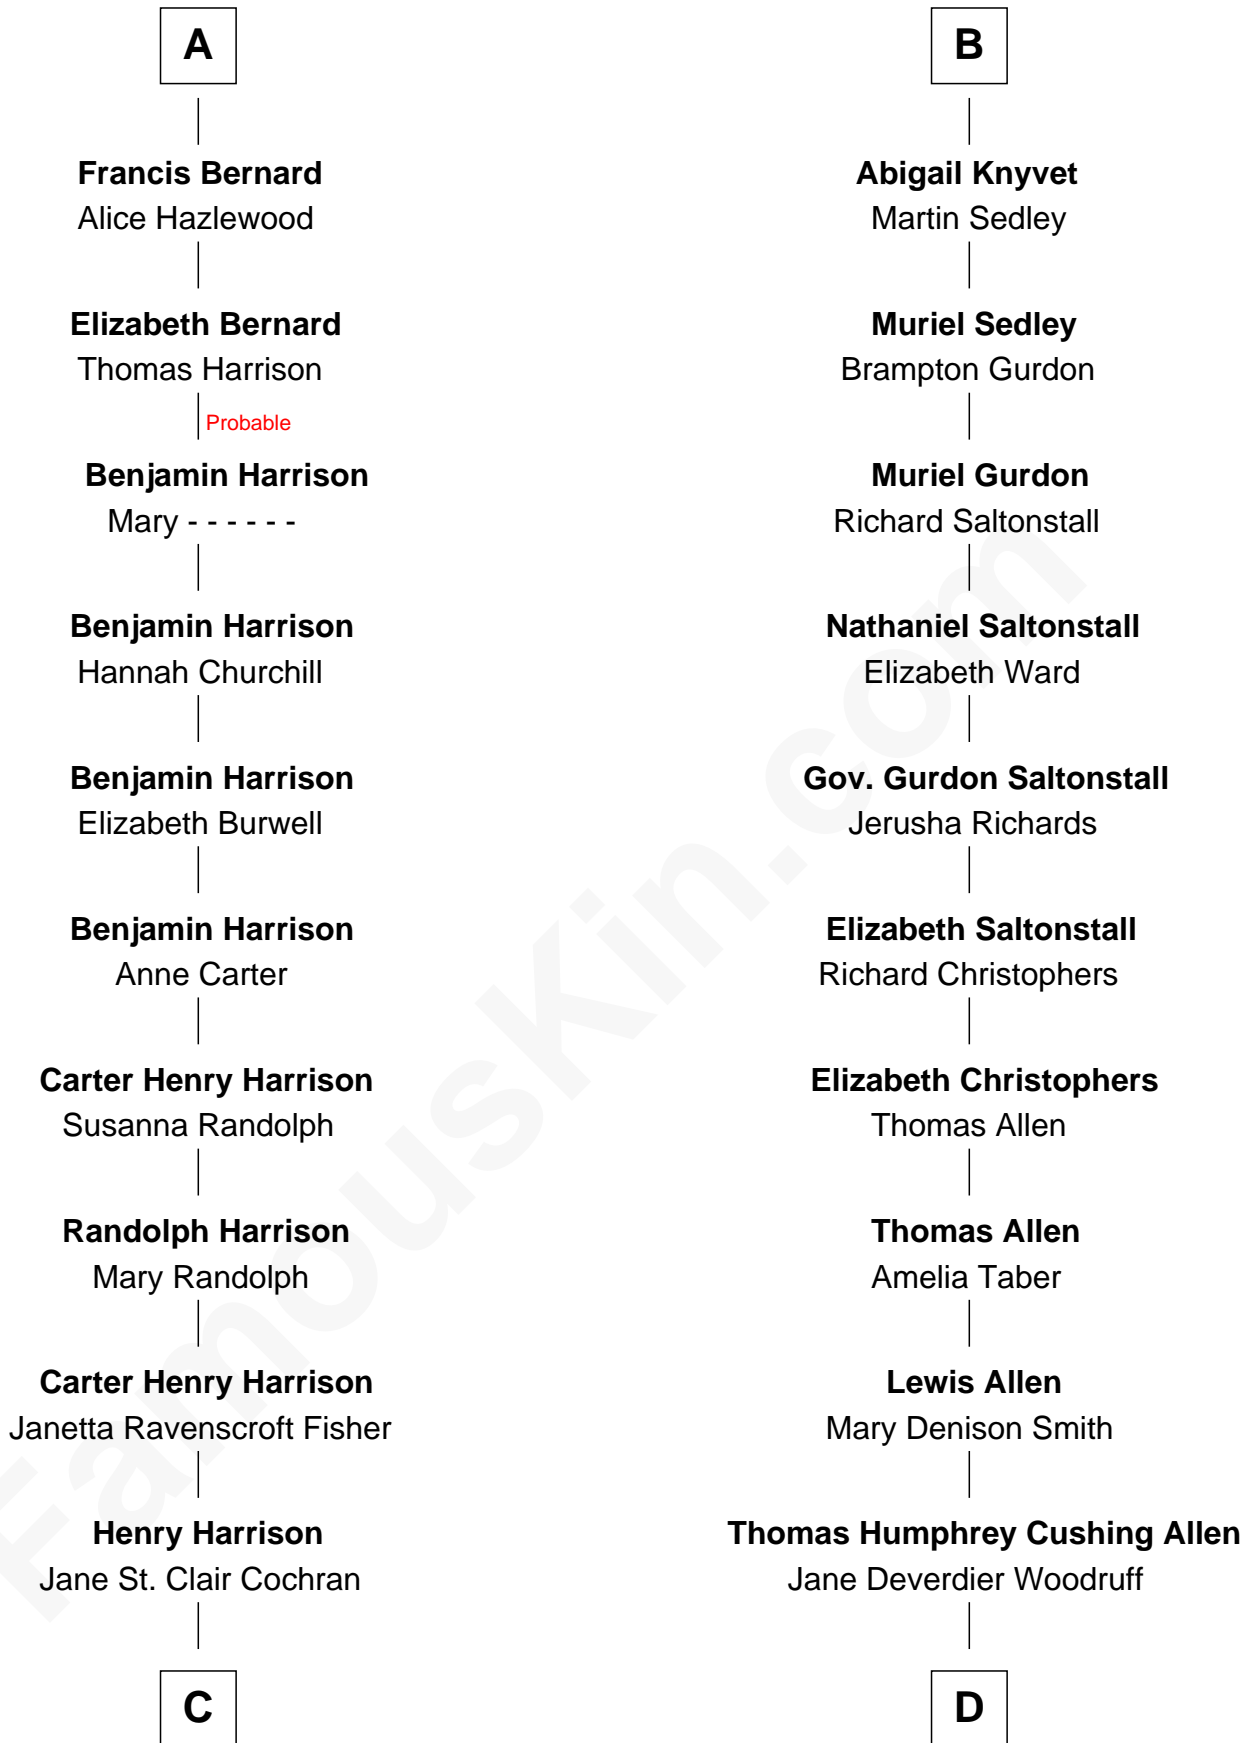 A
Francis Bernard
Alice Hazlewood
Elizabeth Bernard
Thomas Harrison
Probable
Benjamin Harrison
Mary - - - - - -
Benjamin Harrison
Hannah Churchill
Benjamin Harrison
Elizabeth Burwell
Benjamin Harrison
Anne Carter
Carter Henry Harrison
Susanna Randolph
Randolph Harrison
Mary Randolph
Carter Henry Harrison
Janetta Ravenscroft Fisher
Henry Harrison
Jane St. Clair Cochran
C
B
Abigail Knyvet
Martin Sedley
Muriel Sedley
Brampton Gurdon
Muriel Gurdon
Richard Saltonstall
Nathaniel Saltonstall
Elizabeth Ward
Gov. Gurdon Saltonstall
Jerusha Richards
Elizabeth Saltonstall
Richard Christophers
Elizabeth Christophers
Thomas Allen
Thomas Allen
Amelia Taber
Lewis Allen
Mary Denison Smith
Thomas Humphrey Cushing Allen
Jane Deverdier Woodruff
D
FamousKin.com